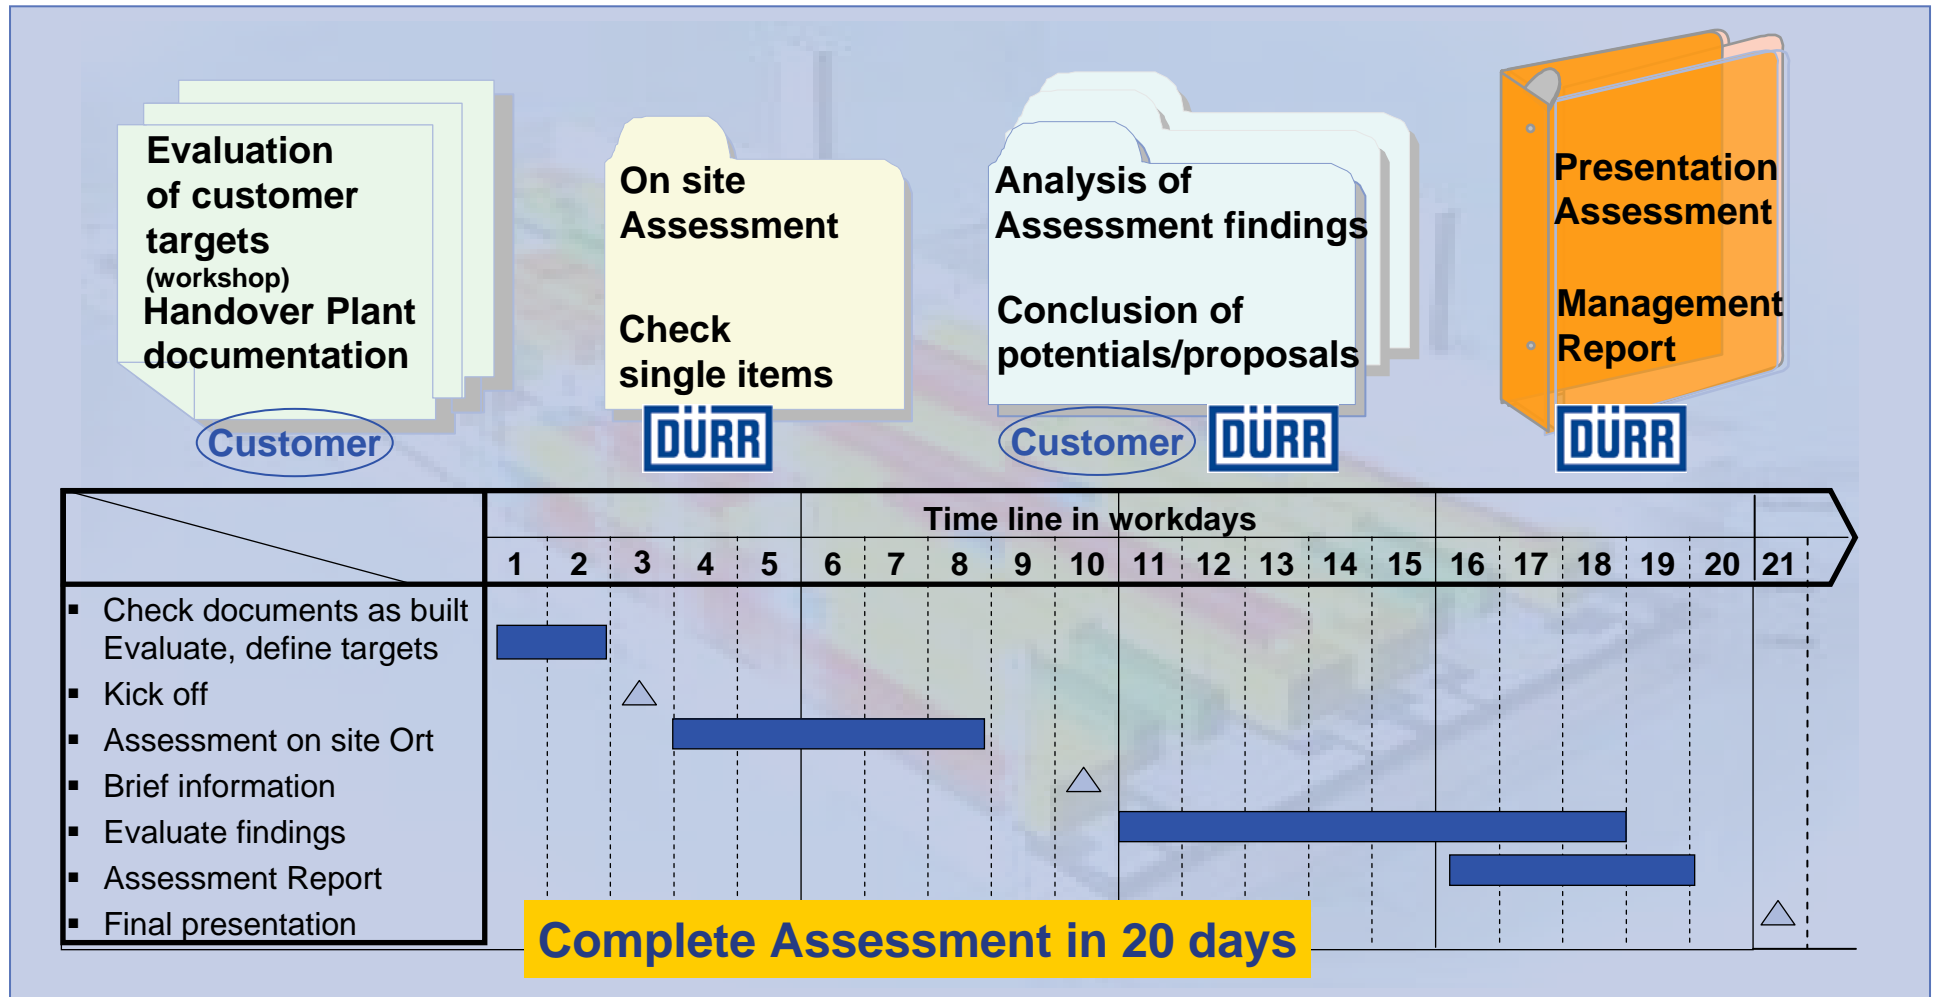 Evaluation
of customer
targets
(workshop)
Handover Plant
documentation
Customer
On site
Assessment
Check
single items
DÜRR
Analysis of
Assessment findings
Conclusion of
potentials/proposals
Customer
DÜRR
Presentation
Assessment
Management
Report
DÜRR
Time line in workdays
1 2 3 4 5 6 7 8 9 10 11 12 13 14 15 16 17 18 19 20 21
▪ Check documents as built
Evaluate, define targets
▪ Kick off
▪ Assessment on site Ort
▪ Brief information
▪ Evaluate findings
▪ Assessment Report
▪ Final presentation
Complete Assessment in 20 days